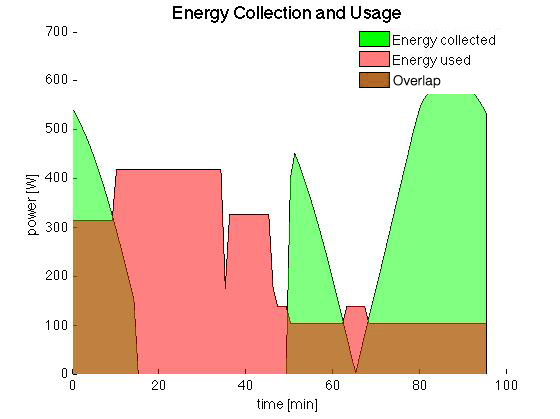 Energy Collection and Usage
700
600
500
400
300
200
100
0
power [W]
Energy collected
Energy used
Overlap
0 20 40 60 80 100
time [min]